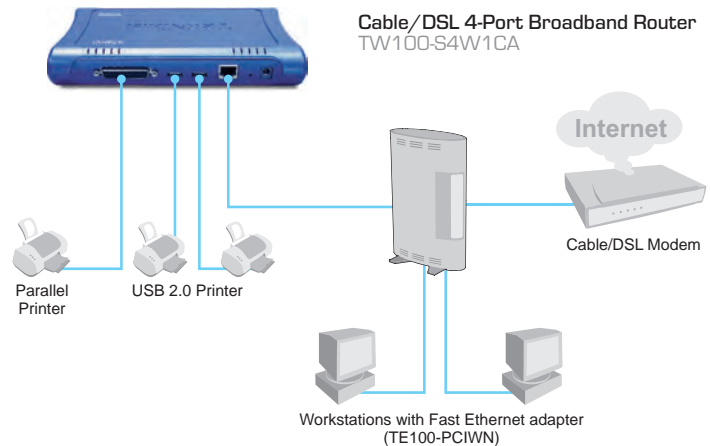 Cable/DSL 4-Port Broadband Router
TW100-S4W1CA
Internet
Cable/DSL Modem
Parallel
Printer
USB 2.0 Printer
Workstations with Fast Ethernet adapter
(TE100-PCIWN)